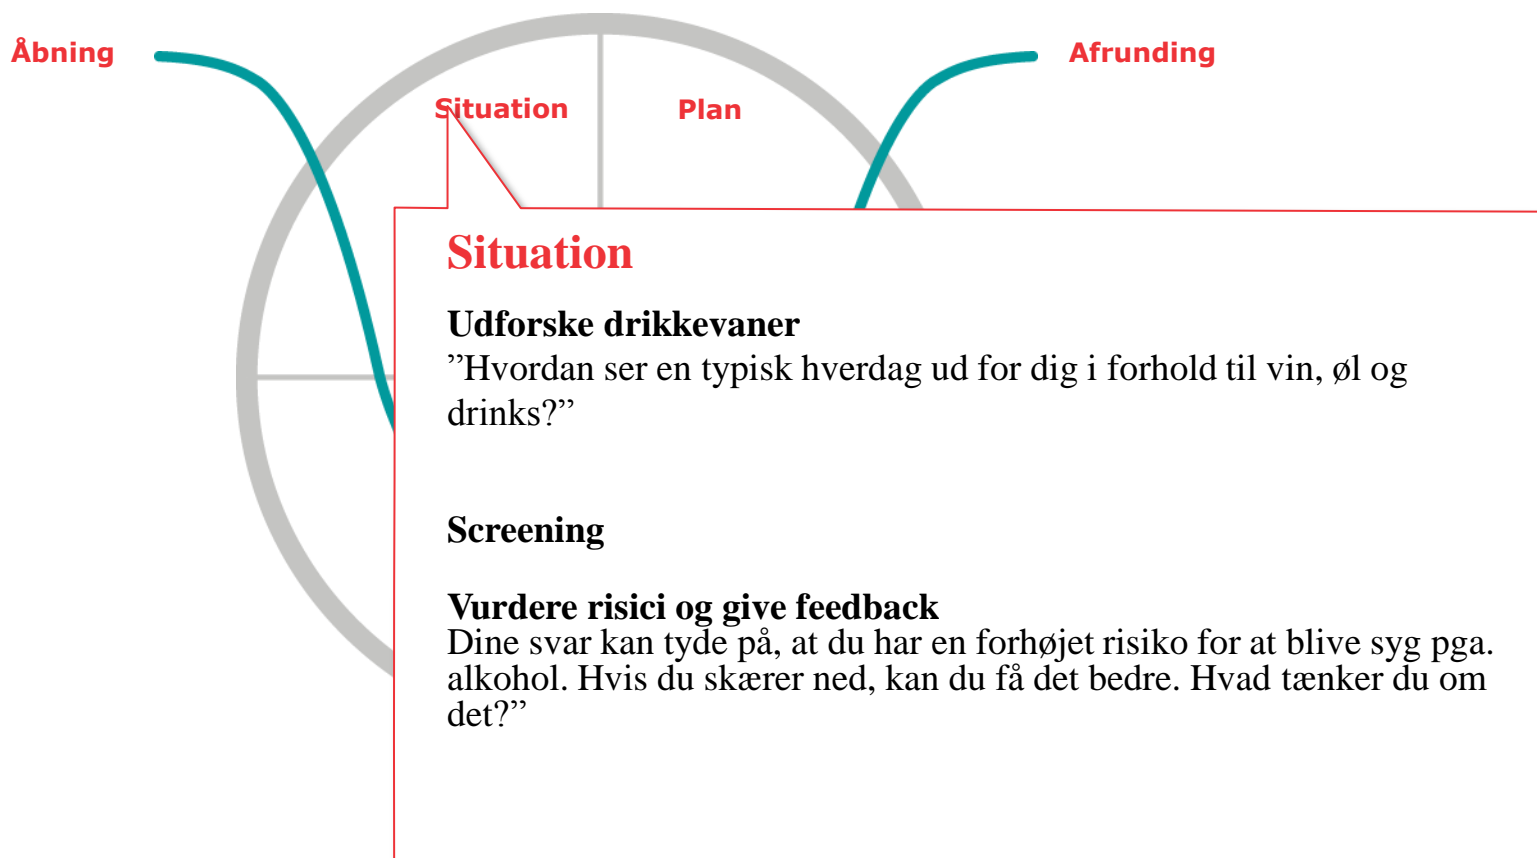 Åbning
Afrunding
Situation
Plan
Situation
Udforske drikkevaner
”Hvordan ser en typisk hverdag ud for dig i forhold til vin, øl og
drinks?”
Screening
Vurdere risici og give feedback
Dine svar kan tyde på, at du har en forhøjet risiko for at blive syg pga.
alkohol. Hvis du skærer ned, kan du få det bedre. Hvad tænker du om
det?”